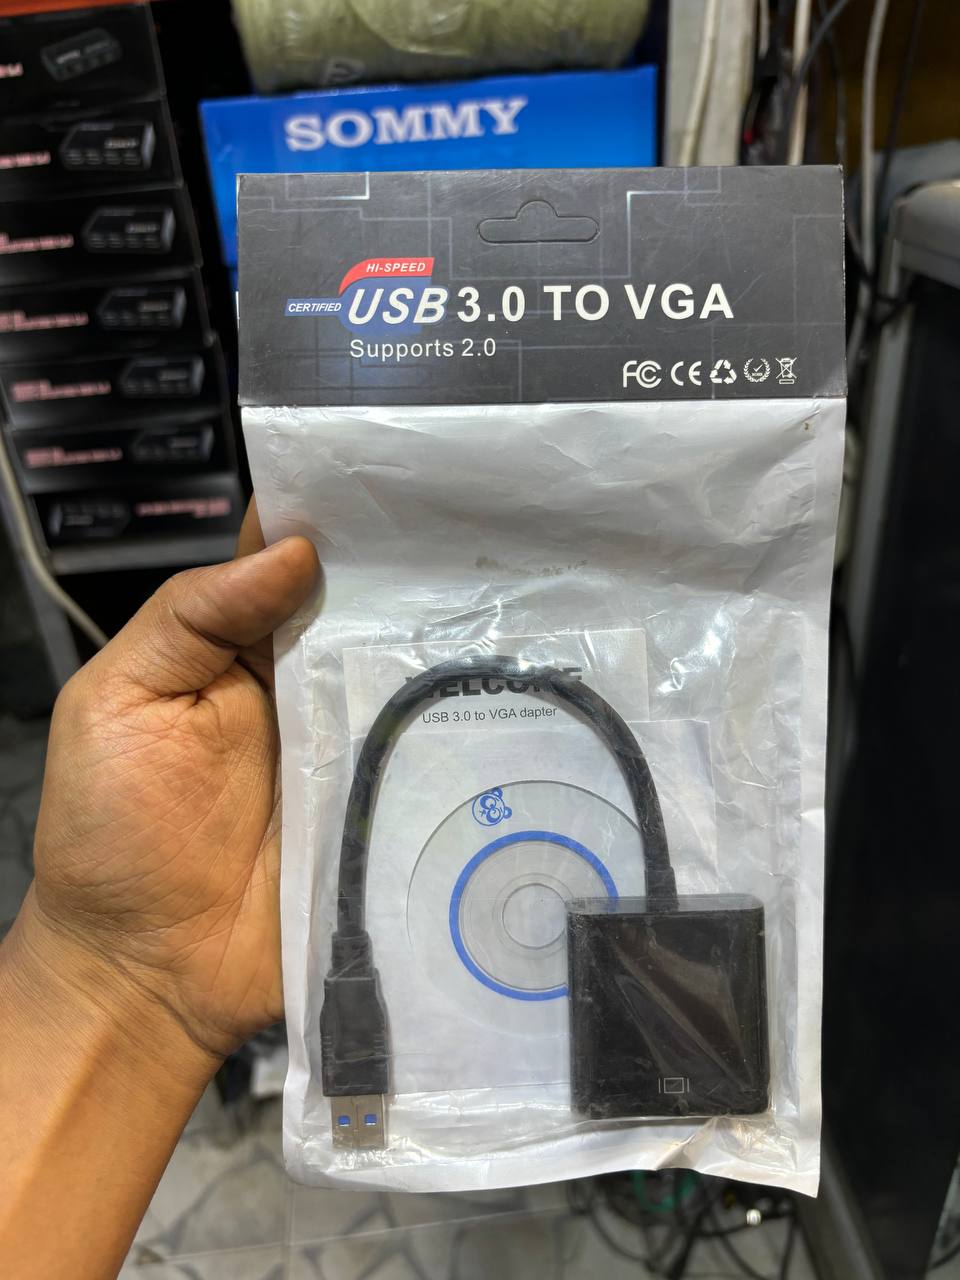 SOMMY
HI-SPEED
CERTIFIED
USB 3.0 TO VGA
Supports 2.0
FC CE
WELCOME
USB 3.0 to VGA dapter